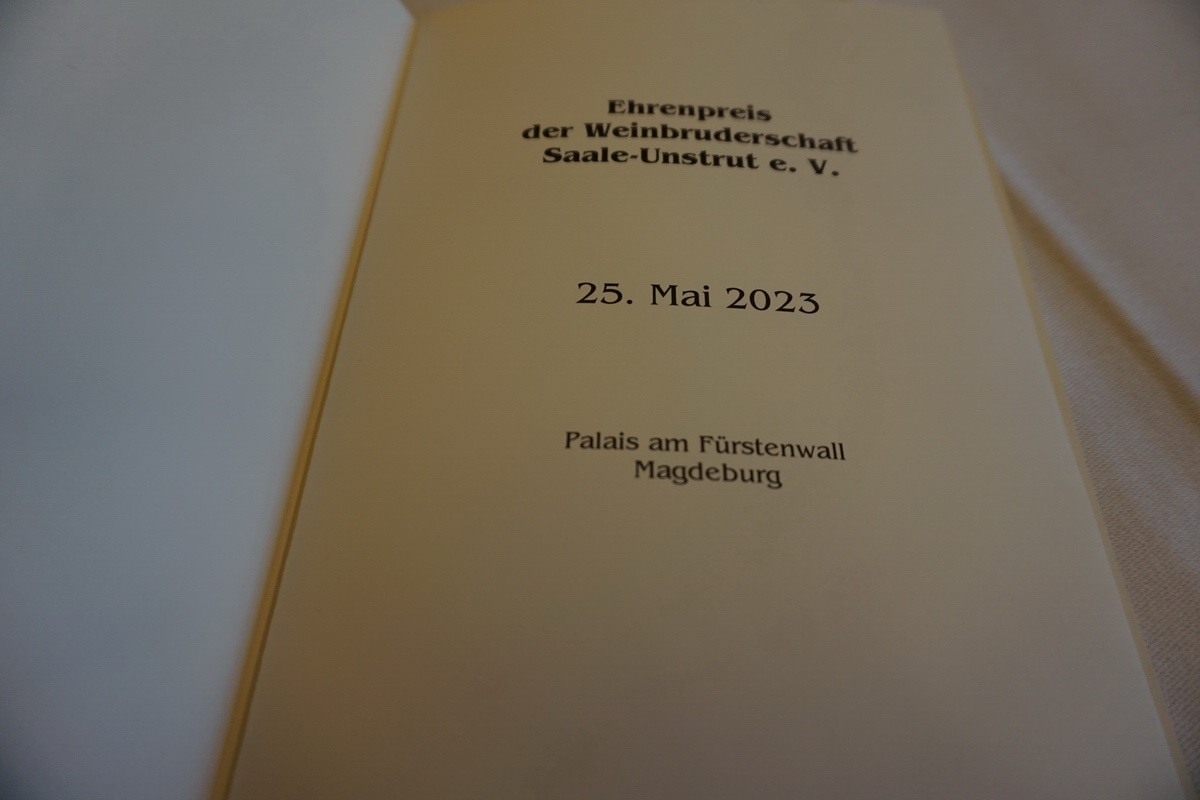 Ehrenpreis
der Weinbruderschaft
Saale-Unstrut e. V.
25. Mai 2023
Palais am Fürstenwall
Magdeburg